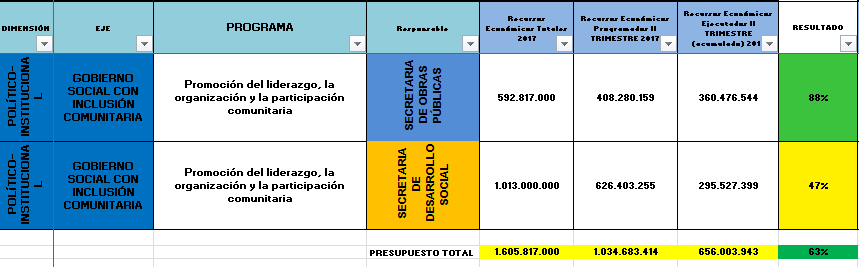 DIMENSIÓN
EJE
PROGRAMA
Responsable
Recursos
Económicos Totales
2017
Recursos Económicos
Programados II
TRIMESTRE 2017
Recursos Económicos
Ejecutados II
TRIMESTRE
(acumulado) 201
RESULTADO
POLÍTICO-
INSTITUCIONA
L
GOBIERNO
SOCIAL CON
INCLUSIÓN
COMUNITARIA
Promoción del liderazgo, la
organización y la participación
comunitaria
SECRETARIA
DE OBRAS
PÚBLICAS
592.817.000
408.280.159
360.476.544
88%
POLÍTICO-
INSTITUCIONA
L
GOBIERNO
SOCIAL CON
INCLUSIÓN
COMUNITARIA
Promoción del liderazgo, la
organización y la participación
comunitaria
SECRETARIA
DE
DESARROLLO
SOCIAL
1.013.000.000
626.403.255
295.527.399
47%
PRESUPUESTO TOTAL
1.605.817.000
1.034.683.414
656.003.943
63%